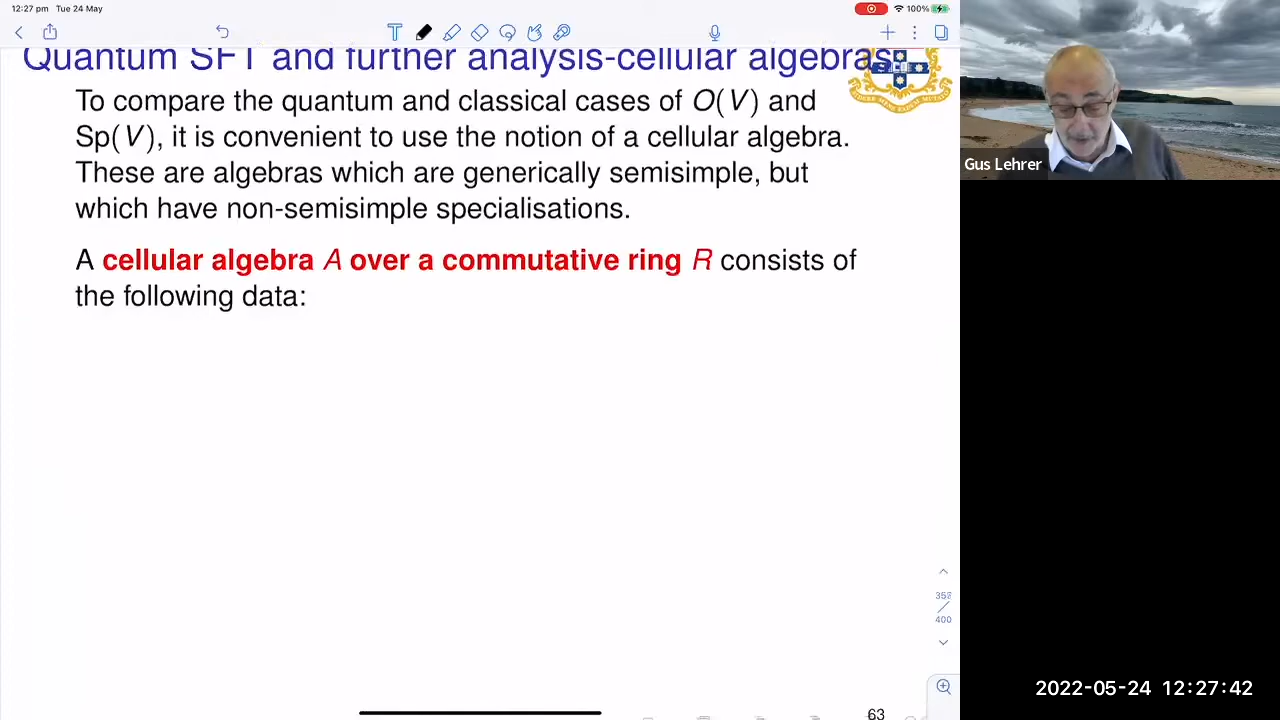 12:27 pm Tue 24 May
100%
Quantum SFT and further analysis-cellular algebras
To compare the quantum and classical cases of O(V) and
Sp(V), it is convenient to use the notion of a cellular algebra.
These are algebras which are generically semisimple, but
which have non-semisimple specialisations.
A cellular algebra A over a commutative ring R consists of
the following data:
Gus Lehrer
400
63
2022-05-24 12:27:42